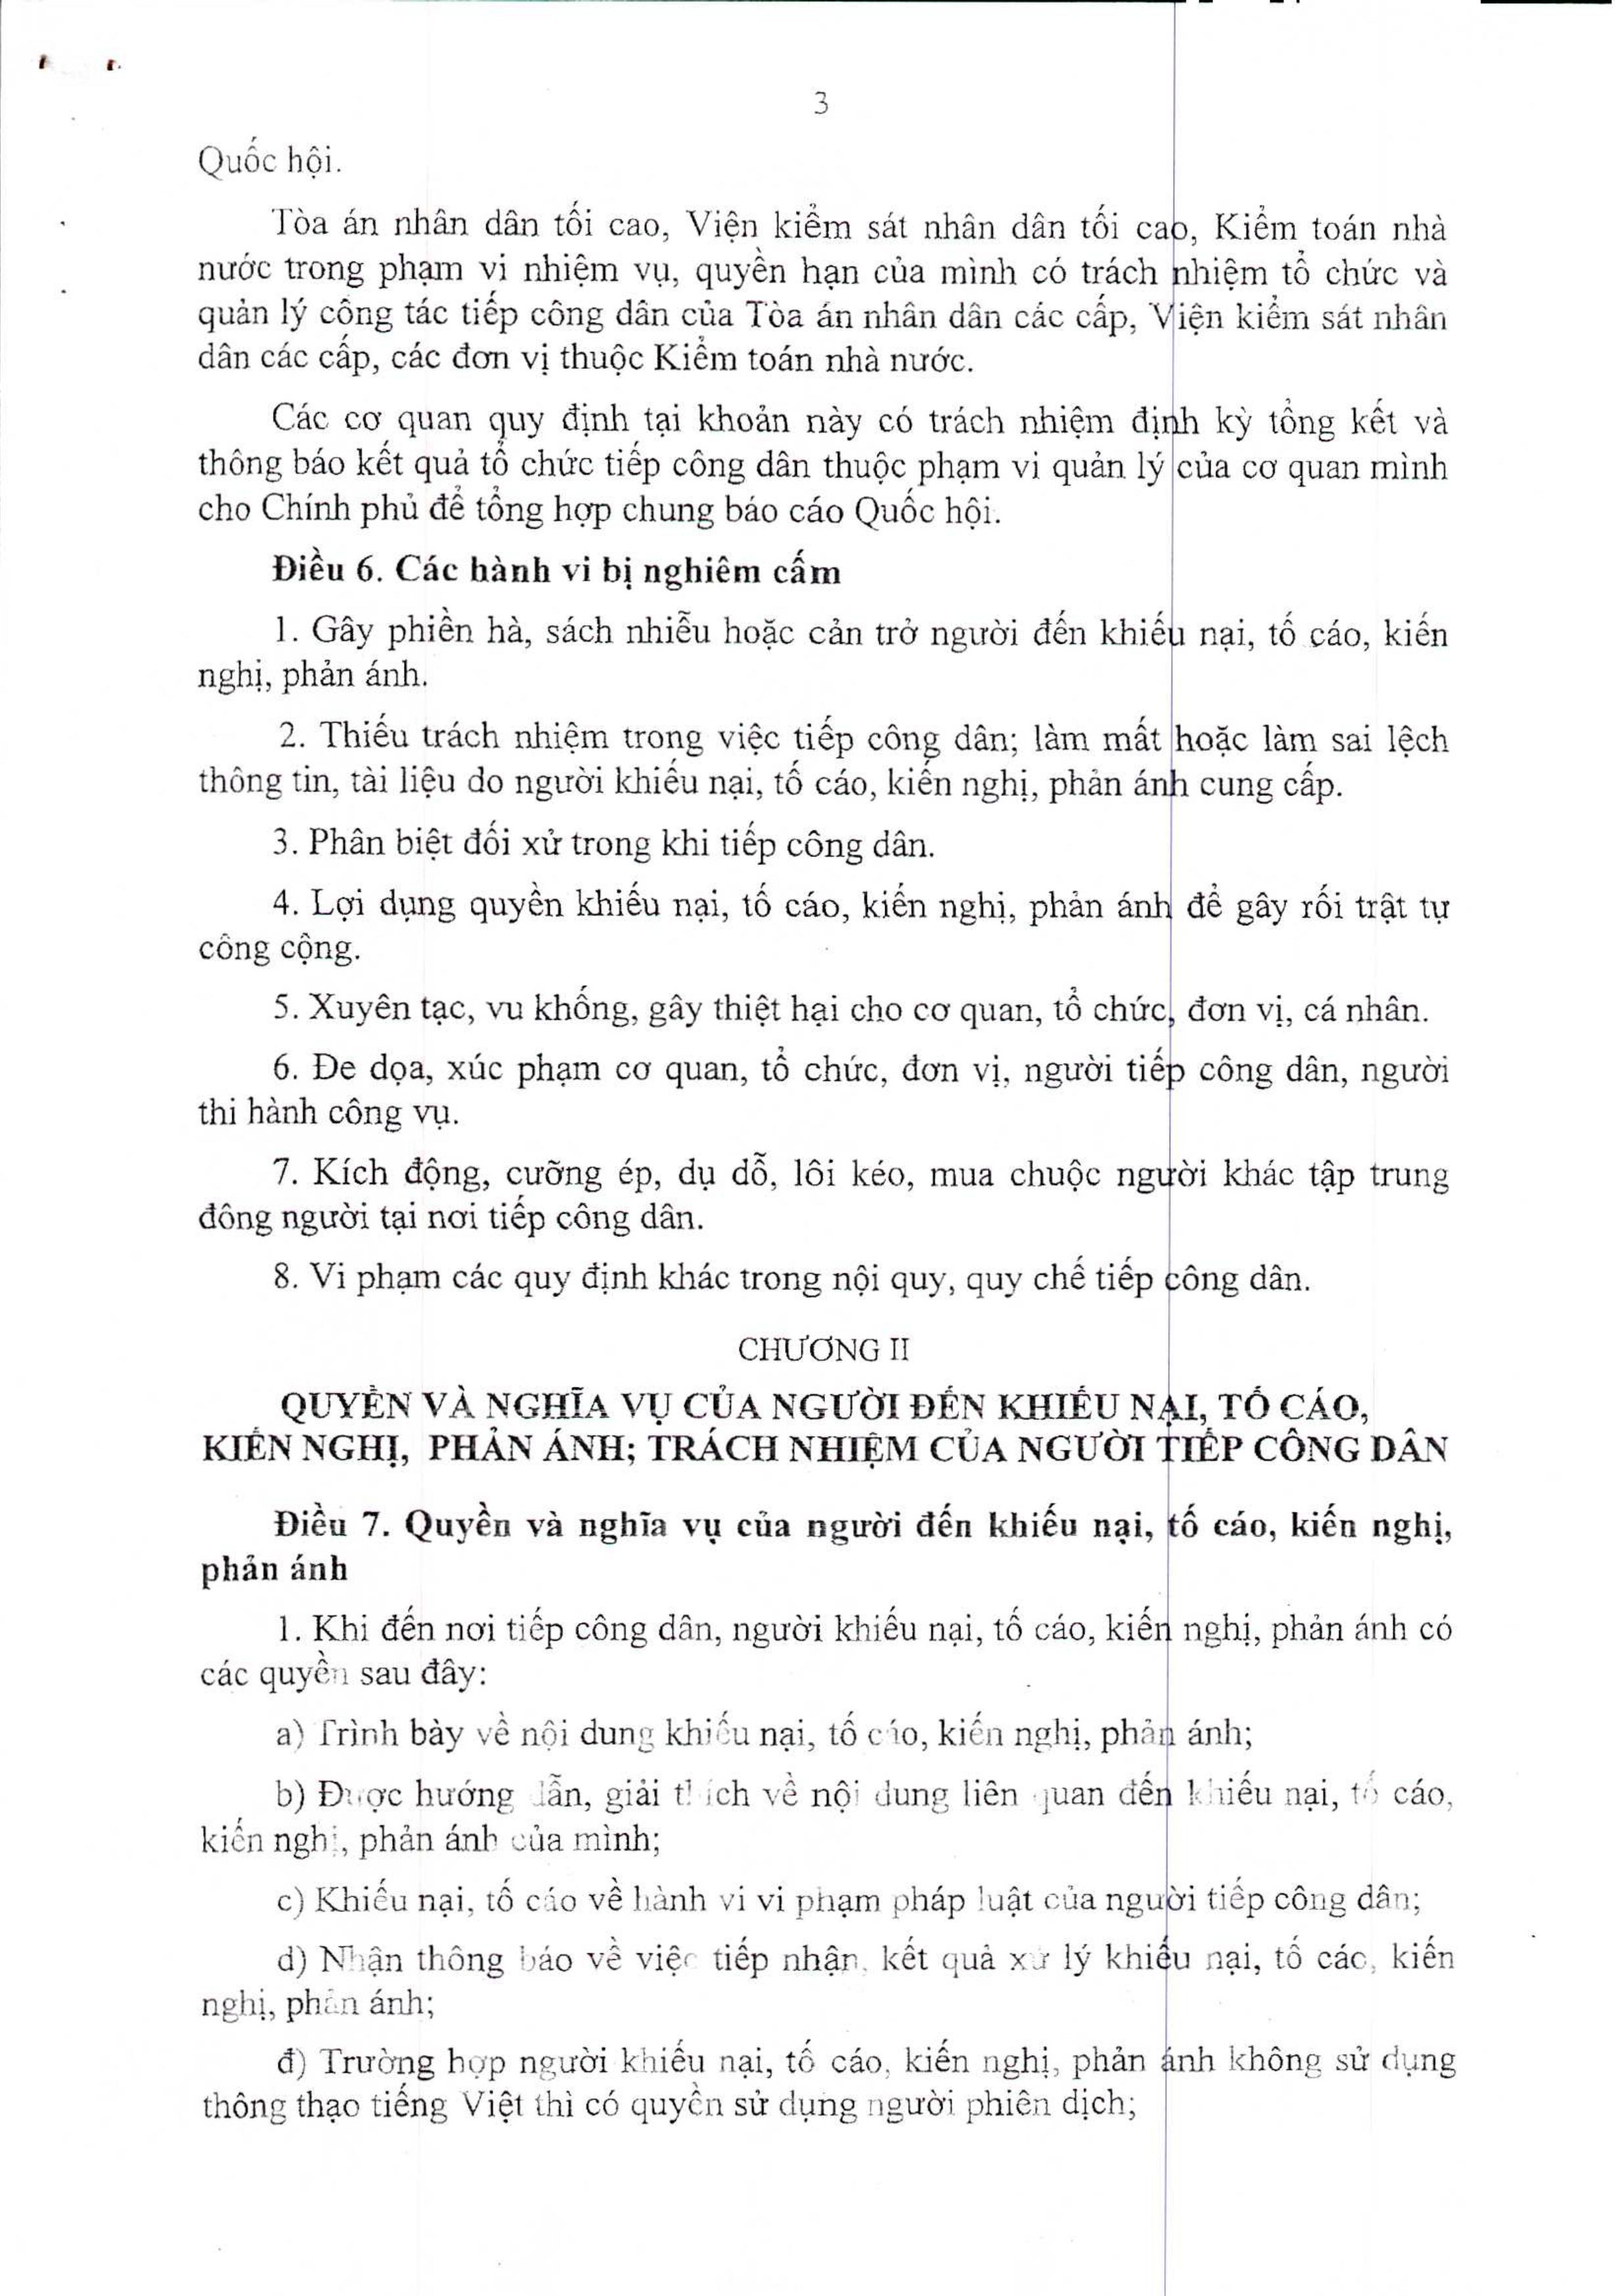 3
Quốc hội.
Tòa án nhân dân tối cao, Viện kiểm sát nhân dân tối cao, Kiểm toán nhà
nước trong phạm vi nhiệm vụ, quyền hạn của mình có trách nhiệm tổ chức và
quản lý công tác tiếp công dân của Tòa án nhân dân các cấp, Viện kiểm sát nhân
dân các cấp, các đơn vị thuộc Kiểm toán nhà nước.
Các cơ quan quy định tại khoản này có trách nhiệm định kỳ tổng kết và
thông báo kết quả tổ chức tiếp công dân thuộc phạm vi quản lý của cơ quan mình
cho Chính phủ để tổng hợp chung báo cáo Quốc hội.
Điều 6. Các hành vi bị nghiêm cấm
1. Gây phiền hà, sách nhiễu hoặc cản trở người đến khiếu nại, tố cáo, kiến
nghị, phản ánh.
2. Thiếu trách nhiệm trong việc tiếp công dân; làm mất hoặc làm sai lệch
thông tin, tài liệu do người khiếu nại, tố cáo, kiến nghị, phản ánh cung cấp.
3. Phân biệt đối xử trong khi tiếp công dân.
4. Lợi dụng quyền khiếu nại, tố cáo, kiến nghị, phản ánh để gây rối trật tự
công cộng.
5. Xuyên tạc, vu khống, gây thiệt hại cho cơ quan, tổ chức, đơn vị, cá nhân.
6. Đe dọa, xúc phạm cơ quan, tổ chức, đơn vị, người tiếp công dân, người
thi hành công vụ.
7. Kích động, cưỡng ép, dụ dỗ, lôi kéo, mua chuộc người khác tập trung
đông người tại nơi tiếp công dân.
8. Vi phạm các quy định khác trong nội quy, quy chế tiếp công dân.
CHƯƠNG II
QUYỀN VÀ NGHĨA VỤ CỦA NGƯỜI ĐẾN KHIẾU NẠI, TỐ CÁO,
KIẾN NGHỊ, PHẢN ÁNH; TRÁCH NHIỆM CỦA NGƯỜI TIẾP CÔNG DÂN
Điều 7. Quyền và nghĩa vụ của người đến khiếu nại, tố cáo, kiến nghị,
phản ánh
1. Khi đến nơi tiếp công dân, người khiếu nại, tố cáo, kiến nghị, phản ánh có
các quyền sau đây:
a) Trình bày về nội dung khiếu nại, tố cáo, kiến nghị, phản ánh;
b) Được hướng dẫn, giải thích về nội dung liên quan đến khiếu nại, tố cáo,
kiến nghị, phản ánh của mình;
c) Khiếu nại, tố cáo về hành vi vi phạm pháp luật của người tiếp công dân;
d) Nhận thông báo về việc tiếp nhận, kết quả xử lý khiếu nại, tố cáo, kiến
nghị, phản ánh;
đ) Trường hợp người khiếu nại, tố cáo, kiến nghị, phản ánh không sử dụng
thông thạo tiếng Việt thì có quyền sử dụng người phiên dịch;